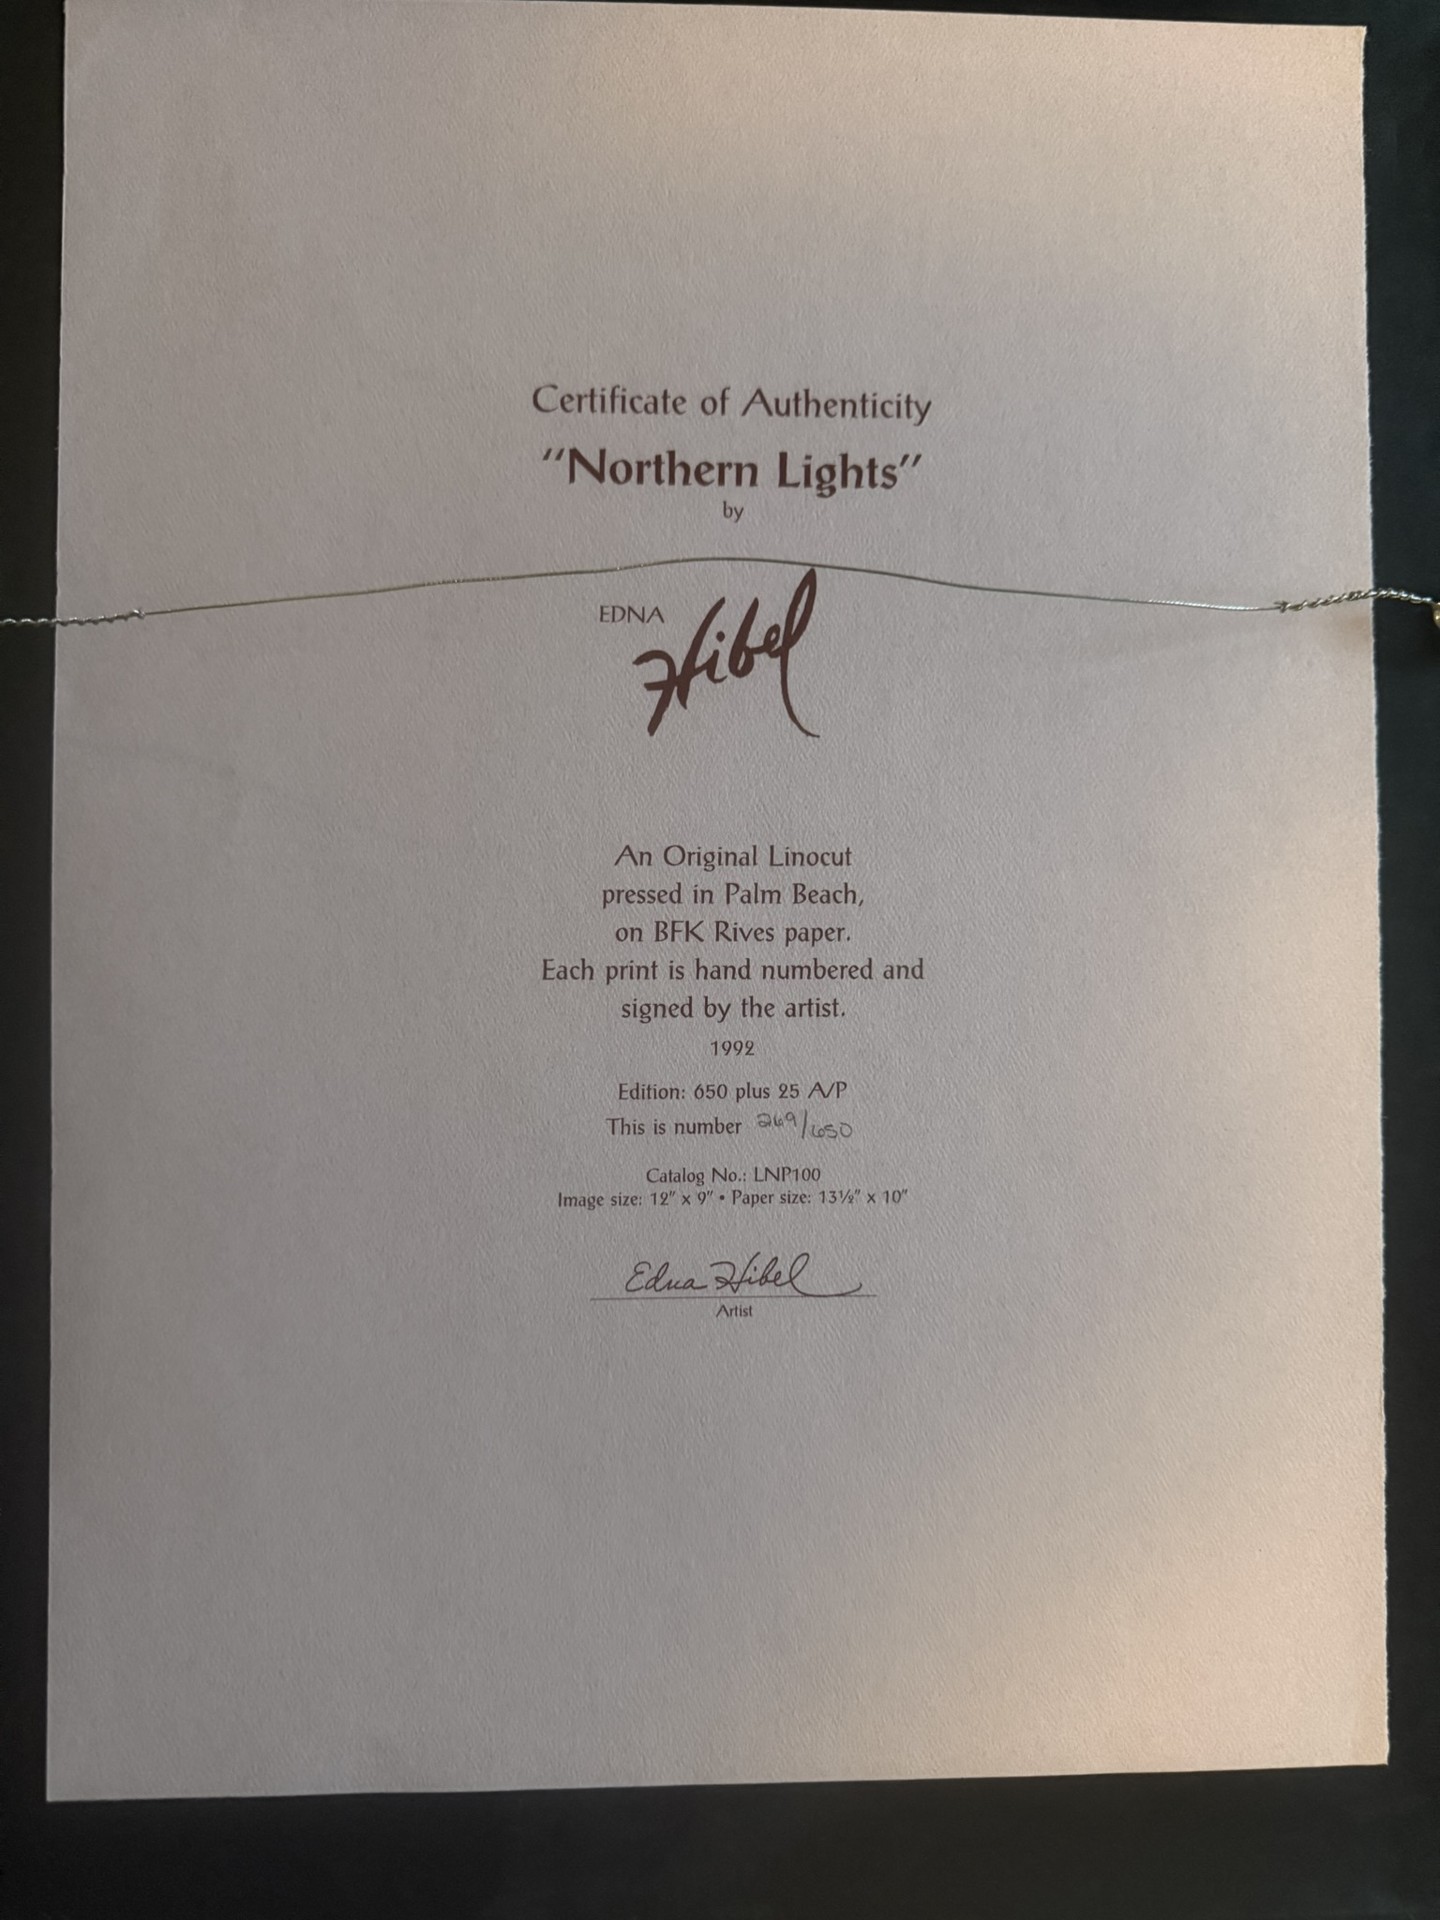 Certificate of Authenticity
"Northern Lights"
by
EDNA
Hibel
An Original Linocut
pressed in Palm Beach,
on BFK Rives paper.
Each print is hand numbered and
signed by the artist.
1992
Edition: 650 plus 25 A/P
This is number 269/650
Catalog No.: LNP100
Image size: 12" x 9" • Paper size: 13½" x 10"
Edna Hibel
Artist